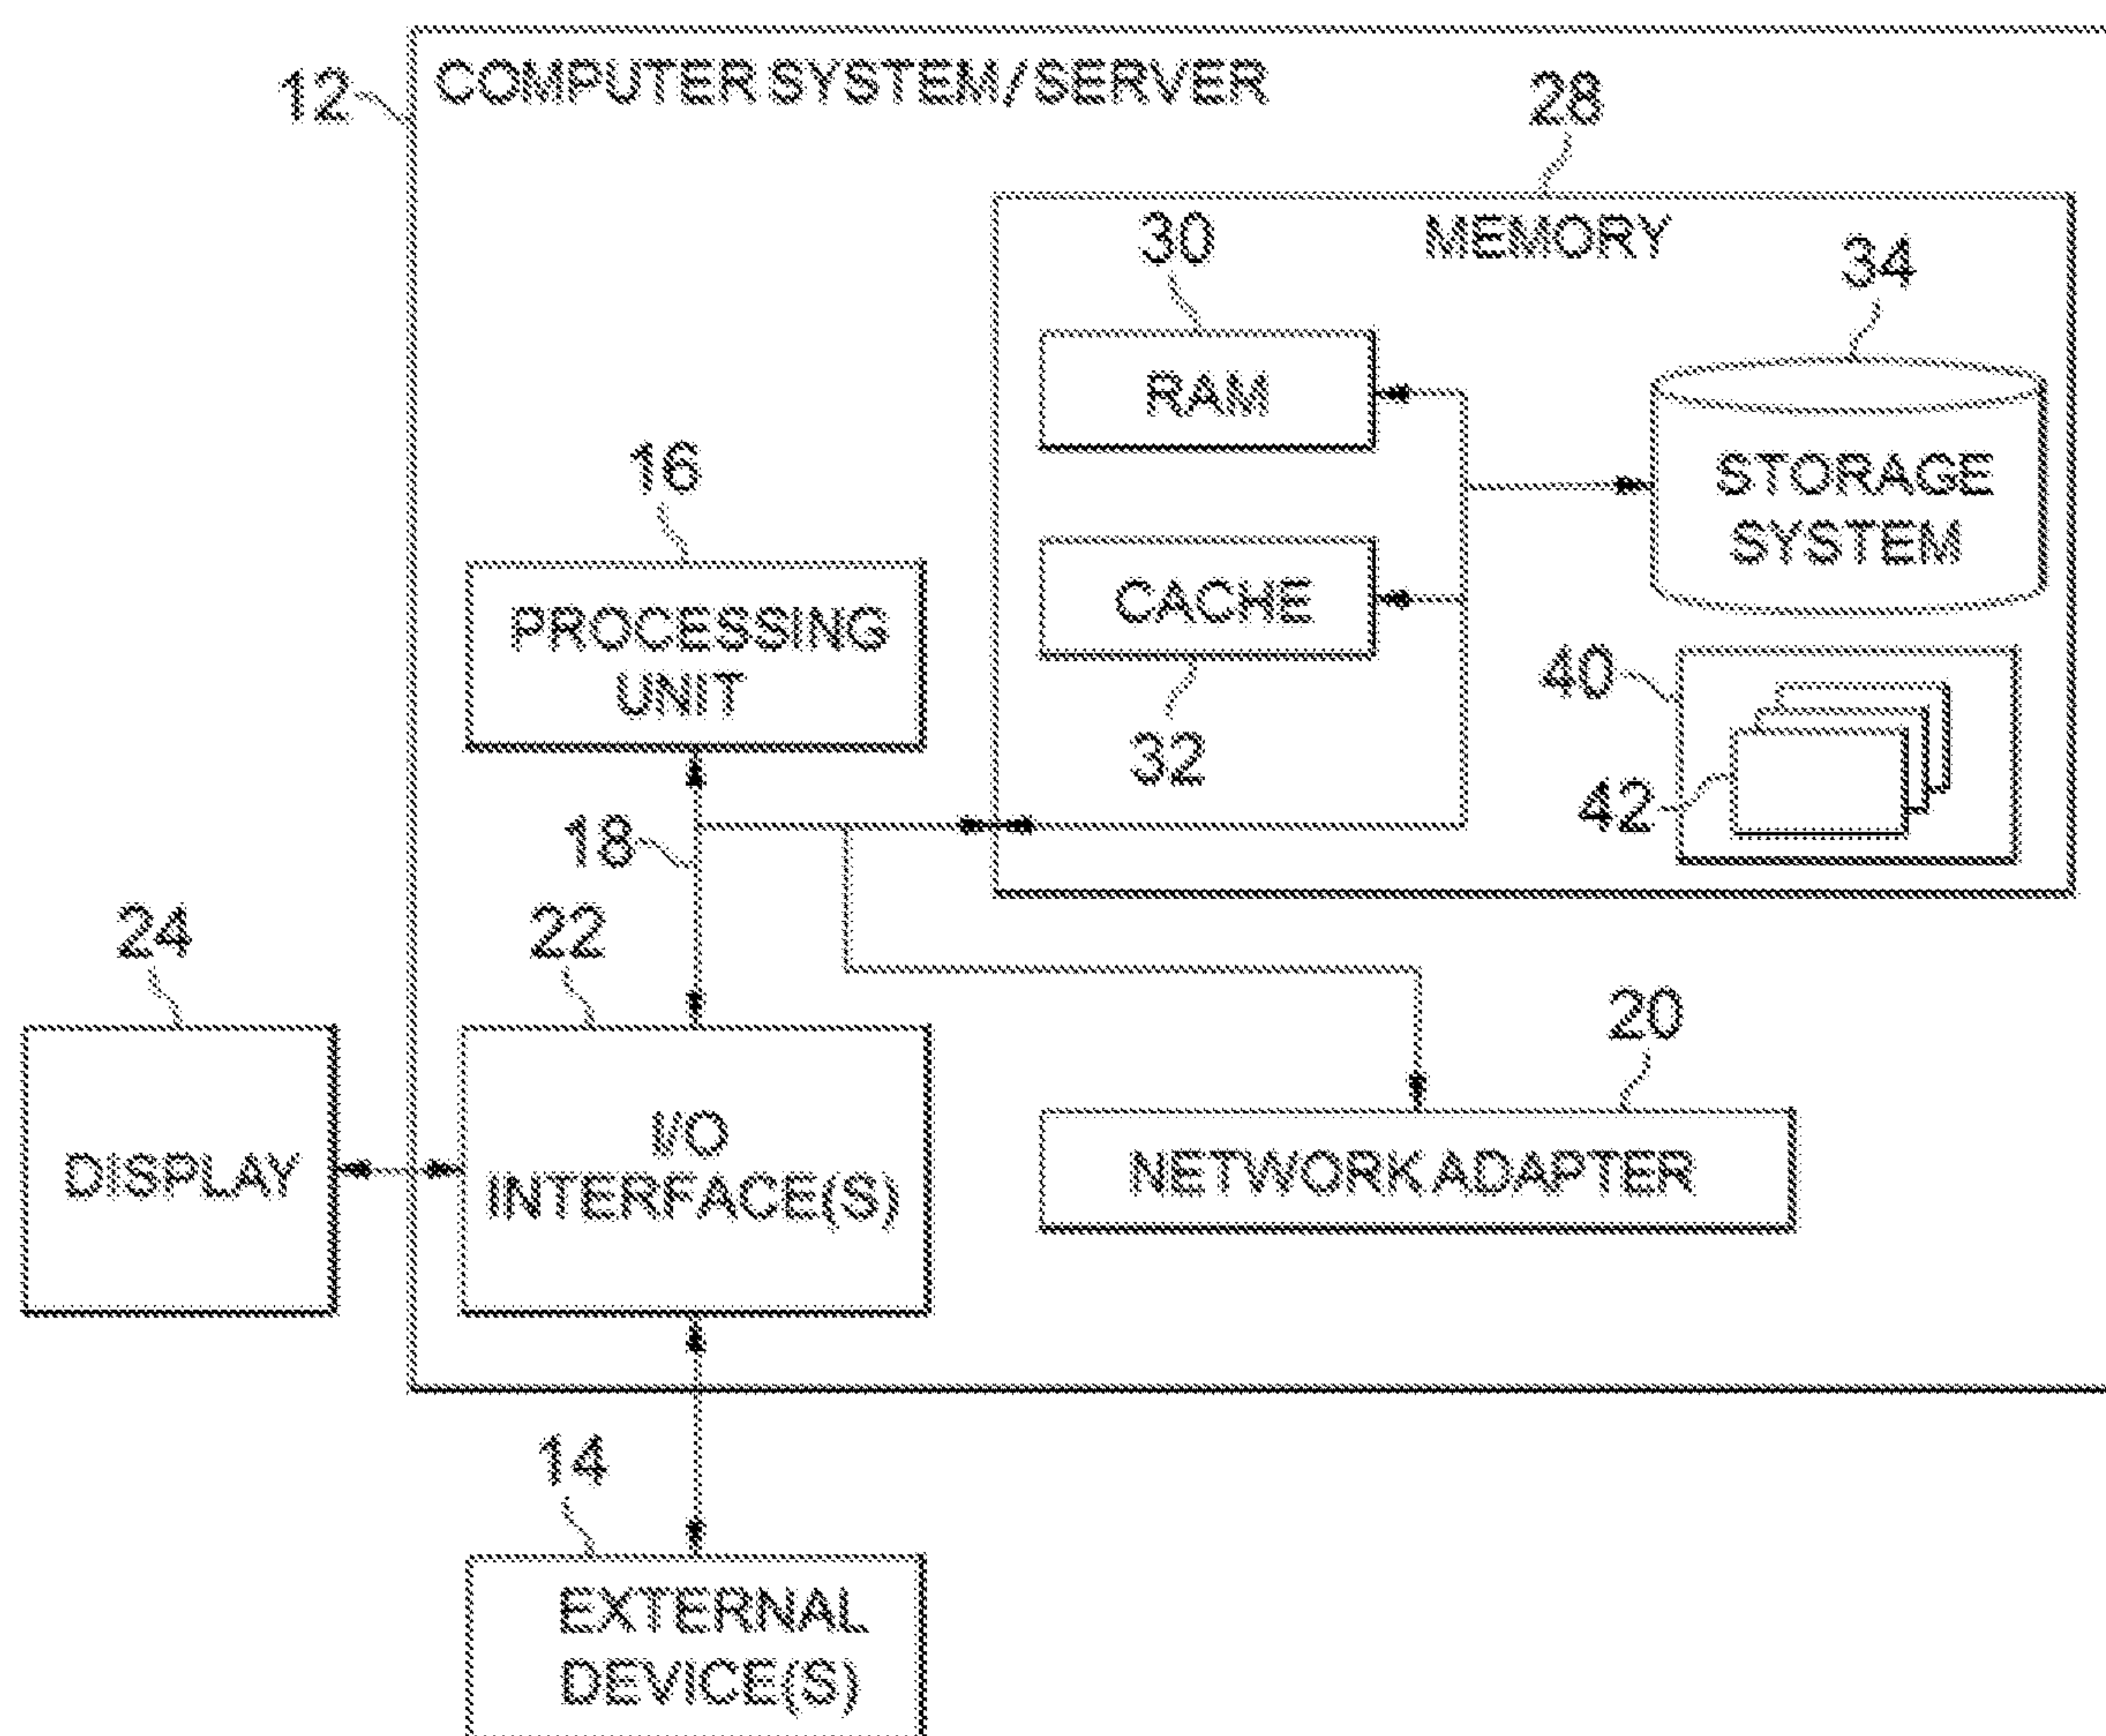 12
COMPUTER SYSTEM / SERVER
28
MEMORY
30
34
RAM
STORAGE
SYSTEM
16
PROCESSING
UNIT
CACHE
32
40
42
18
24
22
20
DISPLAY
I/O
INTERFACE(S)
NETWORK ADAPTER
14
EXTERNAL
DEVICE(S)